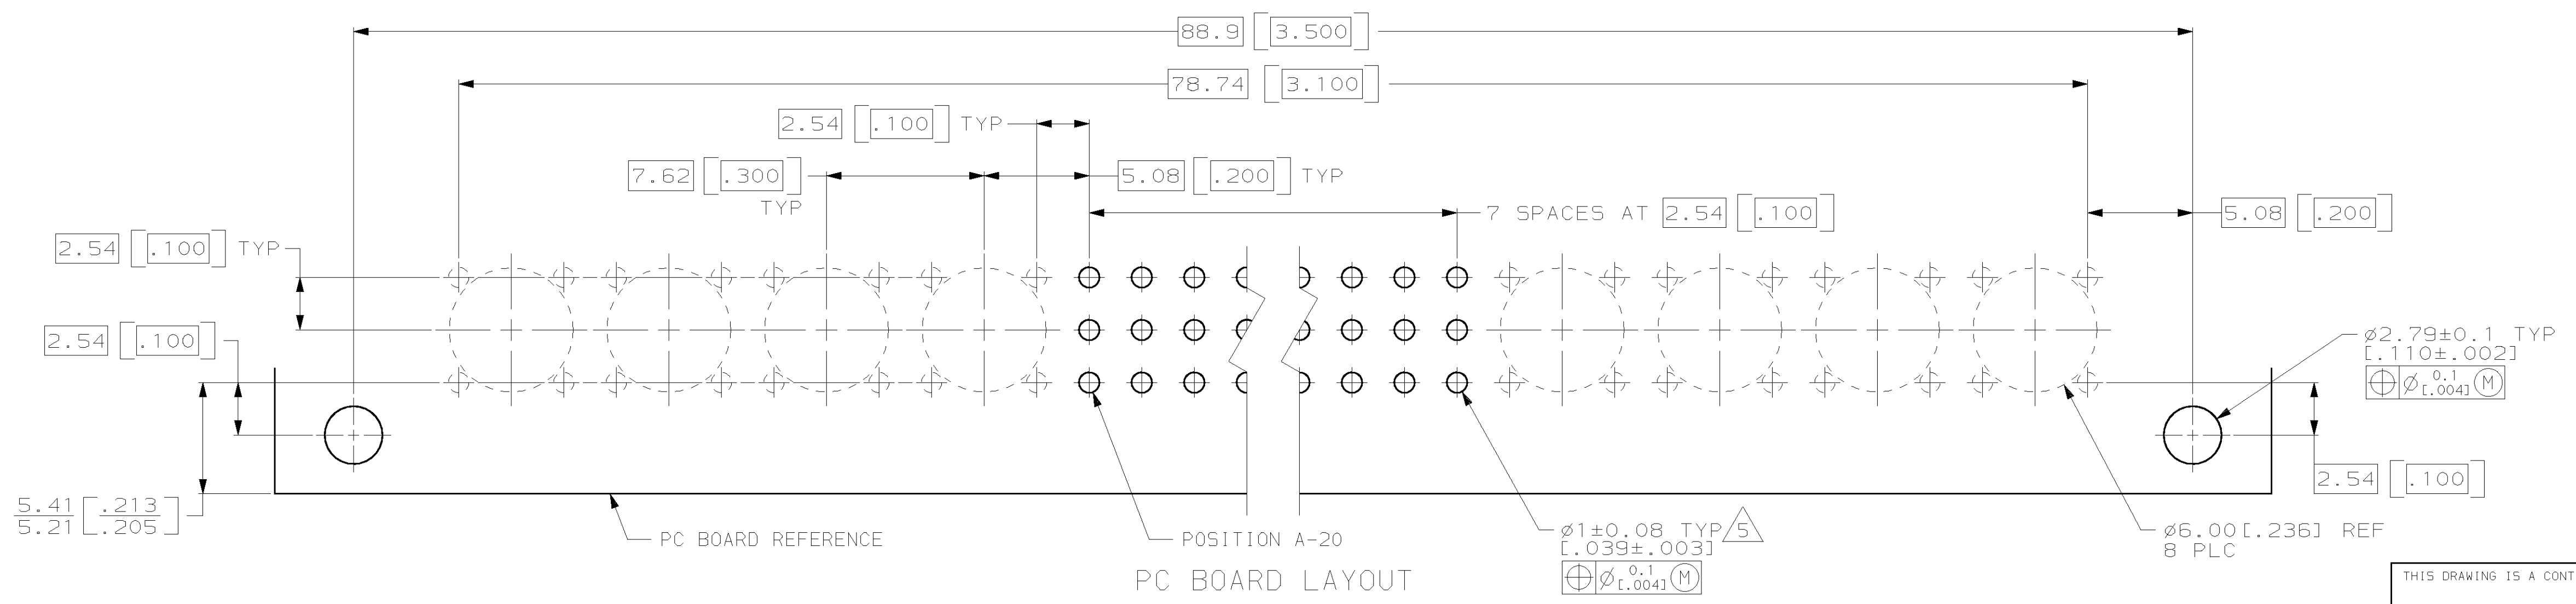 88.9 [3.500]
78.74 [3.100]
2.54 [.100] TYP
7.62 [.300]
TYP
5.08 [.200] TYP
7 SPACES AT 2.54 [.100]
5.08 [.200]
2.54 [.100] TYP
2.54 [.100]
ø2.79±0.1 TYP
[.110±.002]
⌖ ø 0.1 [.004] Ⓜ
2.54 [.100]
5.41 [.213
5.21 .205]
PC BOARD REFERENCE
POSITION A-20
ø1±0.08 TYP 5
[.039±.003]
⌖ ø 0.1 [.004] Ⓜ
ø6.00[.236] REF
8 PLC
PC BOARD LAYOUT
THIS DRAWING IS A CONT